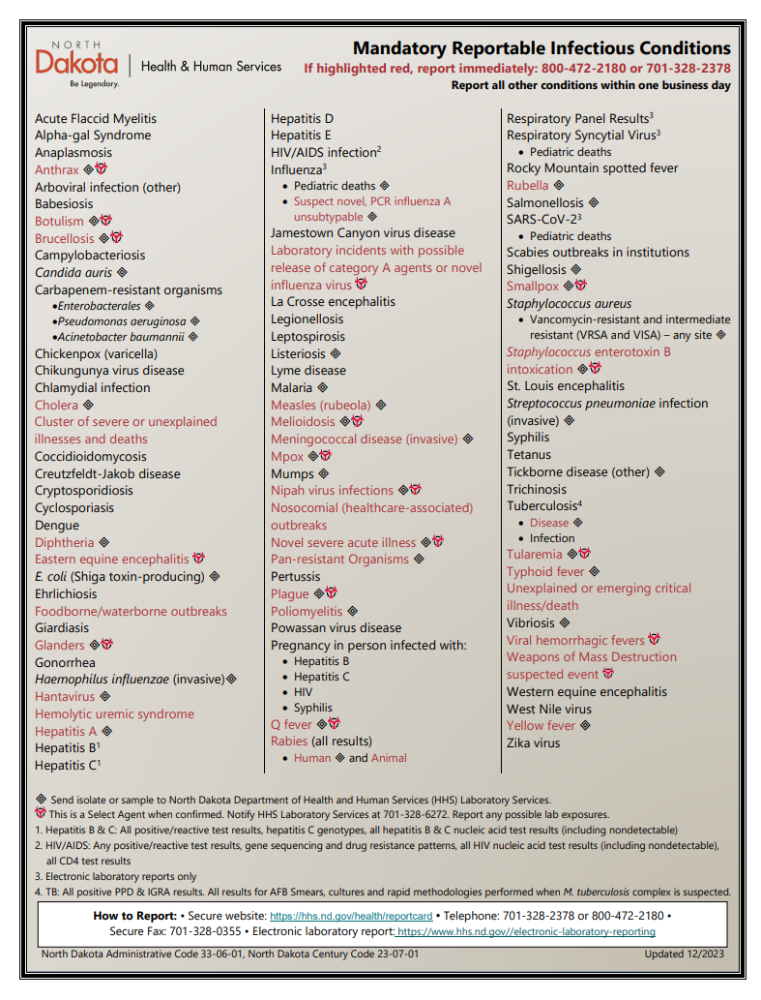 NORTH
Dakota
Be Legendary.
Health & Human Services
Mandatory Reportable Infectious Conditions
If highlighted red, report immediately: 800-472-2180 or 701-328-2378
Report all other conditions within one business day
Acute Flaccid Myelitis
Alpha-gal Syndrome
Anaplasmosis
Anthrax
Arboviral infection (other)
Babesiosis
Botulism
Brucellosis
Campylobacteriosis
Candida auris
Carbapenem-resistant organisms
•Enterobacterales
•Pseudomonas aeruginosa
•Acinetobacter baumannii
Chickenpox (varicella)
Chikungunya virus disease
Chlamydial infection
Cholera
Cluster of severe or unexplained
illnesses and deaths
Coccidioidomycosis
Creutzfeldt-Jakob disease
Cryptosporidiosis
Cyclosporiasis
Dengue
Diphtheria
Eastern equine encephalitis
E. coli (Shiga toxin-producing)
Ehrlichiosis
Foodborne/waterborne outbreaks
Giardiasis
Glanders
Gonorrhea
Haemophilus influenzae (invasive)
Hantavirus
Hemolytic uremic syndrome
Hepatitis A
Hepatitis B¹
Hepatitis C¹
Hepatitis D
Hepatitis E
HIV/AIDS infection²
Influenza³
• Pediatric deaths
• Suspect novel, PCR influenza A
unsubtypable
Jamestown Canyon virus disease
Laboratory incidents with possible
release of category A agents or novel
influenza virus
La Crosse encephalitis
Legionellosis
Leptospirosis
Listeriosis
Lyme disease
Malaria
Measles (rubeola)
Melioidosis
Meningococcal disease (invasive)
Mpox
Mumps
Nipah virus infections
Nosocomial (healthcare-associated)
outbreaks
Novel severe acute illness
Pan-resistant Organisms
Pertussis
Plague
Poliomyelitis
Powassan virus disease
Pregnancy in person infected with:
• Hepatitis B
• Hepatitis C
• HIV
• Syphilis
Q fever
Rabies (all results)
• Human and Animal
Respiratory Panel Results³
Respiratory Syncytial Virus³
• Pediatric deaths
Rocky Mountain spotted fever
Rubella
Salmonellosis
SARS-CoV-2³
• Pediatric deaths
Scabies outbreaks in institutions
Shigellosis
Smallpox
Staphylococcus aureus
• Vancomycin-resistant and intermediate
resistant (VRSA and VISA) – any site
Staphylococcus enterotoxin B
intoxication
St. Louis encephalitis
Streptococcus pneumoniae infection
(invasive)
Syphilis
Tetanus
Tickborne disease (other)
Trichinosis
Tuberculosis⁴
• Disease
• Infection
Tularemia
Typhoid fever
Unexplained or emerging critical
illness/death
Vibriosis
Viral hemorrhagic fevers
Weapons of Mass Destruction
suspected event
Western equine encephalitis
West Nile virus
Yellow fever
Zika virus
Send isolate or sample to North Dakota Department of Health and Human Services (HHS) Laboratory Services.
This is a Select Agent when confirmed. Notify HHS Laboratory Services at 701-328-6272. Report any possible lab exposures.
1. Hepatitis B & C: All positive/reactive test results, hepatitis C genotypes, all hepatitis B & C nucleic acid test results (including nondetectable)
2. HIV/AIDS: Any positive/reactive test results, gene sequencing and drug resistance patterns, all HIV nucleic acid test results (including nondetectable),
all CD4 test results
3. Electronic laboratory reports only
4. TB: All positive PPD & IGRA results. All results for AFB Smears, cultures and rapid methodologies performed when M. tuberculosis complex is suspected.
How to Report: • Secure website: https://hhs.nd.gov/health/reportcard • Telephone: 701-328-2378 or 800-472-2180 •
Secure Fax: 701-328-0355 • Electronic laboratory report: https://www.hhs.nd.gov//electronic-laboratory-reporting
North Dakota Administrative Code 33-06-01, North Dakota Century Code 23-07-01
Updated 12/2023